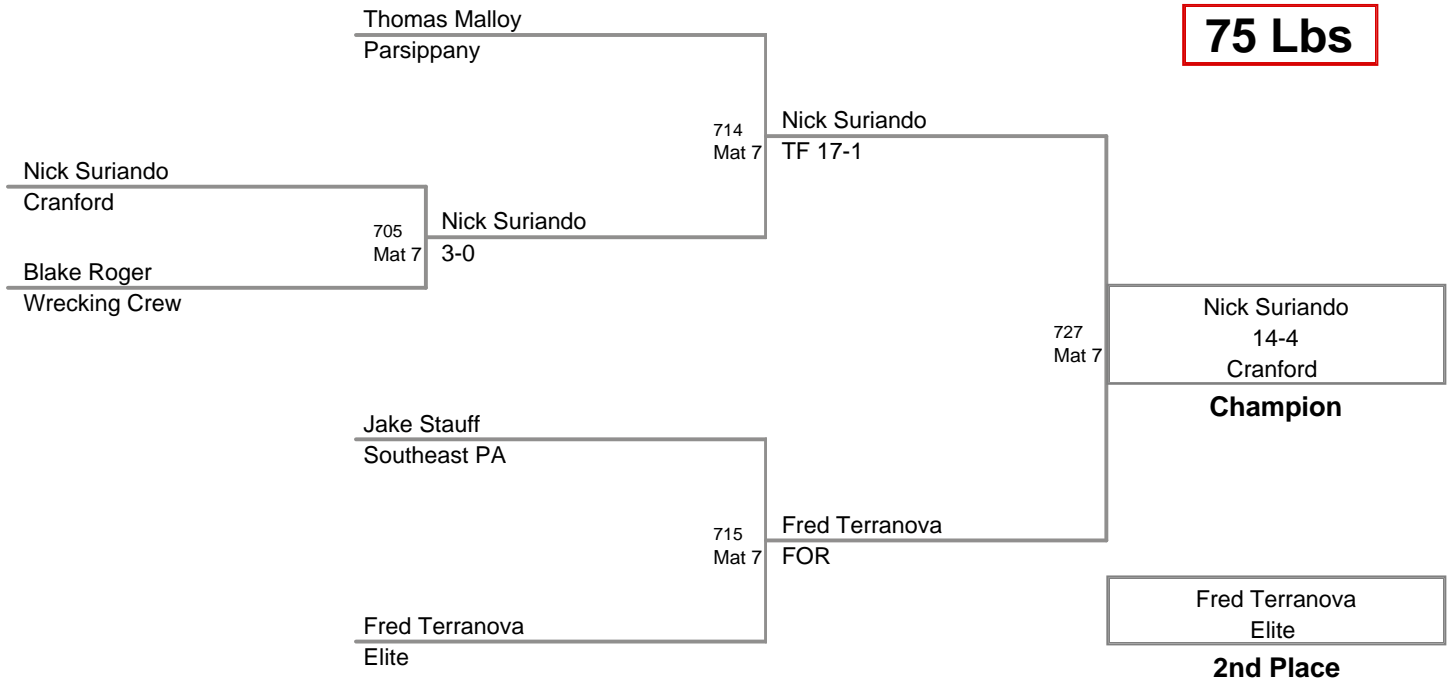 Thomas Malloy
Parsippany
75 Lbs
714
Mat 7
Nick Suriando
TF 17-1
Nick Suriando
Cranford
705
Mat 7
Nick Suriando
3-0
Blake Roger
Wrecking Crew
727
Mat 7
Nick Suriando
14-4
Cranford
Champion
Jake Stauff
Southeast PA
715
Mat 7
Fred Terranova
FOR
Fred Terranova
Elite
Fred Terranova
Elite
2nd Place